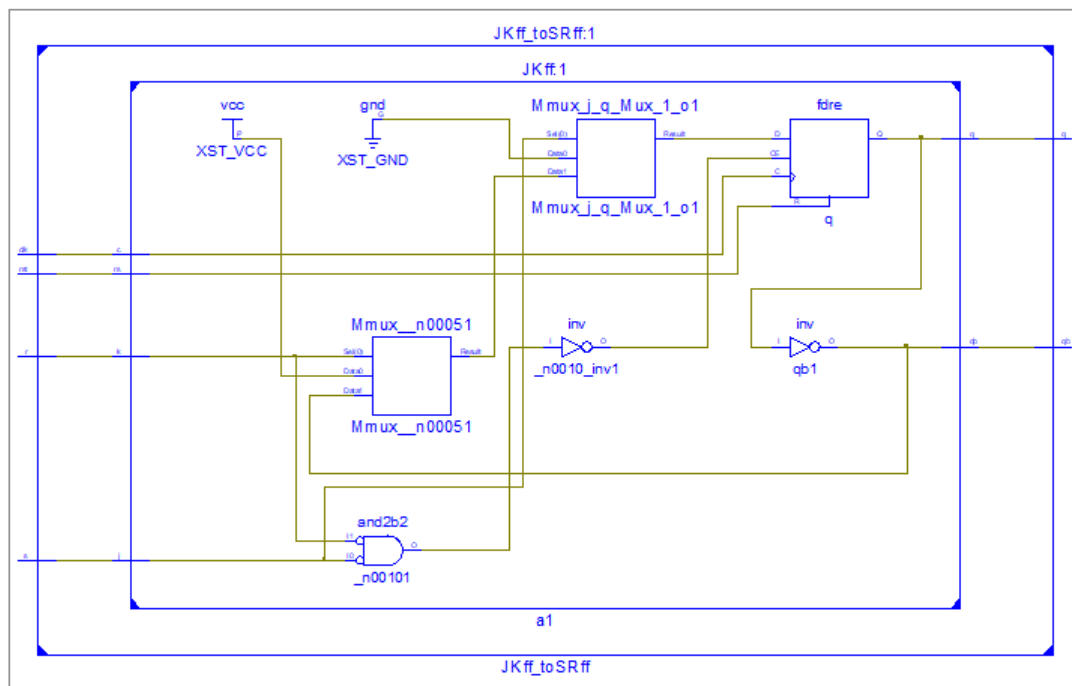 JKff_toSRff:1
JKff:1
vcc
P
XST_VCC
gnd
G
XST_GND
Mmux_j_q_Mux_1_o1
Sel(0)
Data0
Data1
Result
Mmux_j_q_Mux_1_o1
fdre
D
CE
C
R
Q
q
q
q
clk
c
rst
Mmux__n00051
Sel(0)
Data0
Data1
Result
Mmux__n00051
r
k
inv
I
O
_n0010_inv1
inv
I
O
qb1
qb
qb
and2b2
I1
I0
O
_n00101
s
j
a1
JKff_toSRff